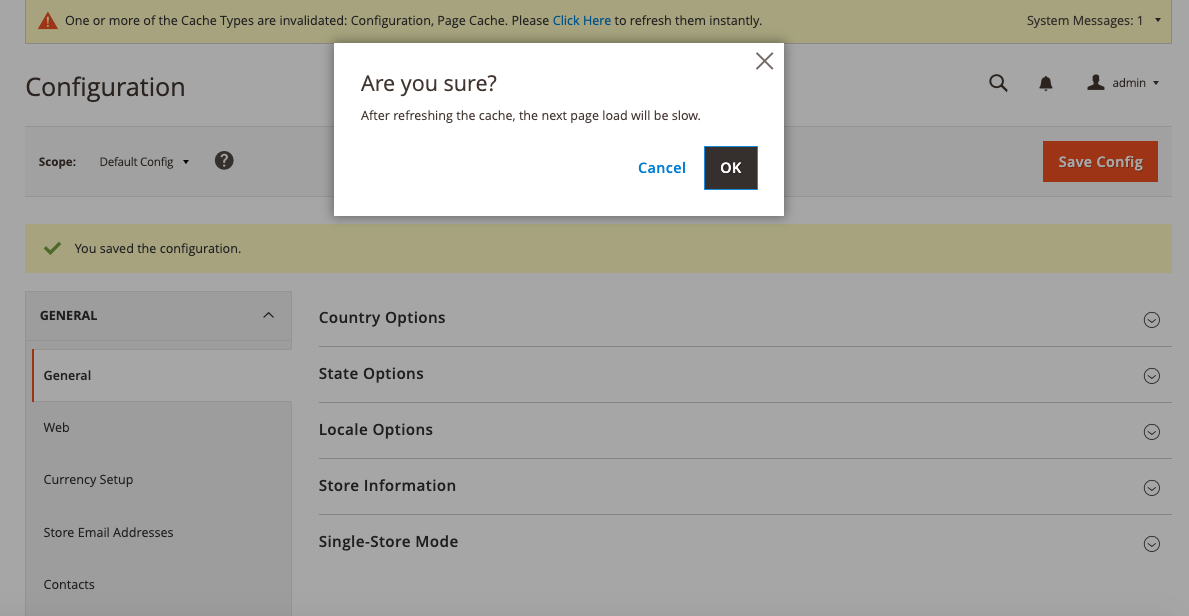 One or more of the Cache Types are invalidated: Configuration, Page Cache. Please Click Here to refresh them instantly.
System Messages: 1
Are you sure?
After refreshing the cache, the next page load will be slow.
Cancel
OK
Configuration
admin
Scope:
Default Config
?
Save Config
You saved the configuration.
GENERAL
General
Web
Currency Setup
Store Email Addresses
Contacts
Country Options
State Options
Locale Options
Store Information
Single-Store Mode